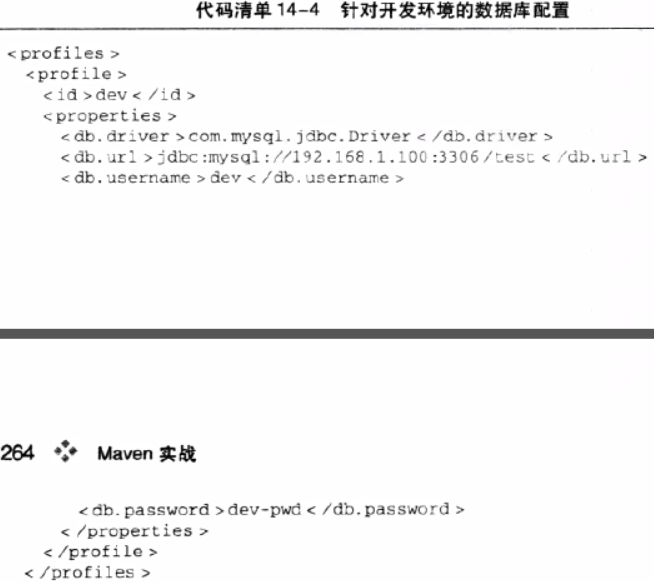 代码清单 14-4 针对开发环境的数据库配置
<profiles>
<profile>
<id>dev</id>
<properties>
<db.driver>com.mysql.jdbc.Driver</db.driver>
<db.url>jdbc:mysql://192.168.1.100:3306/test</db.url>
<db.username>dev</db.username>
264 Maven 实战
<db.password>dev-pwd</db.password>
</properties>
</profile>
</profiles>